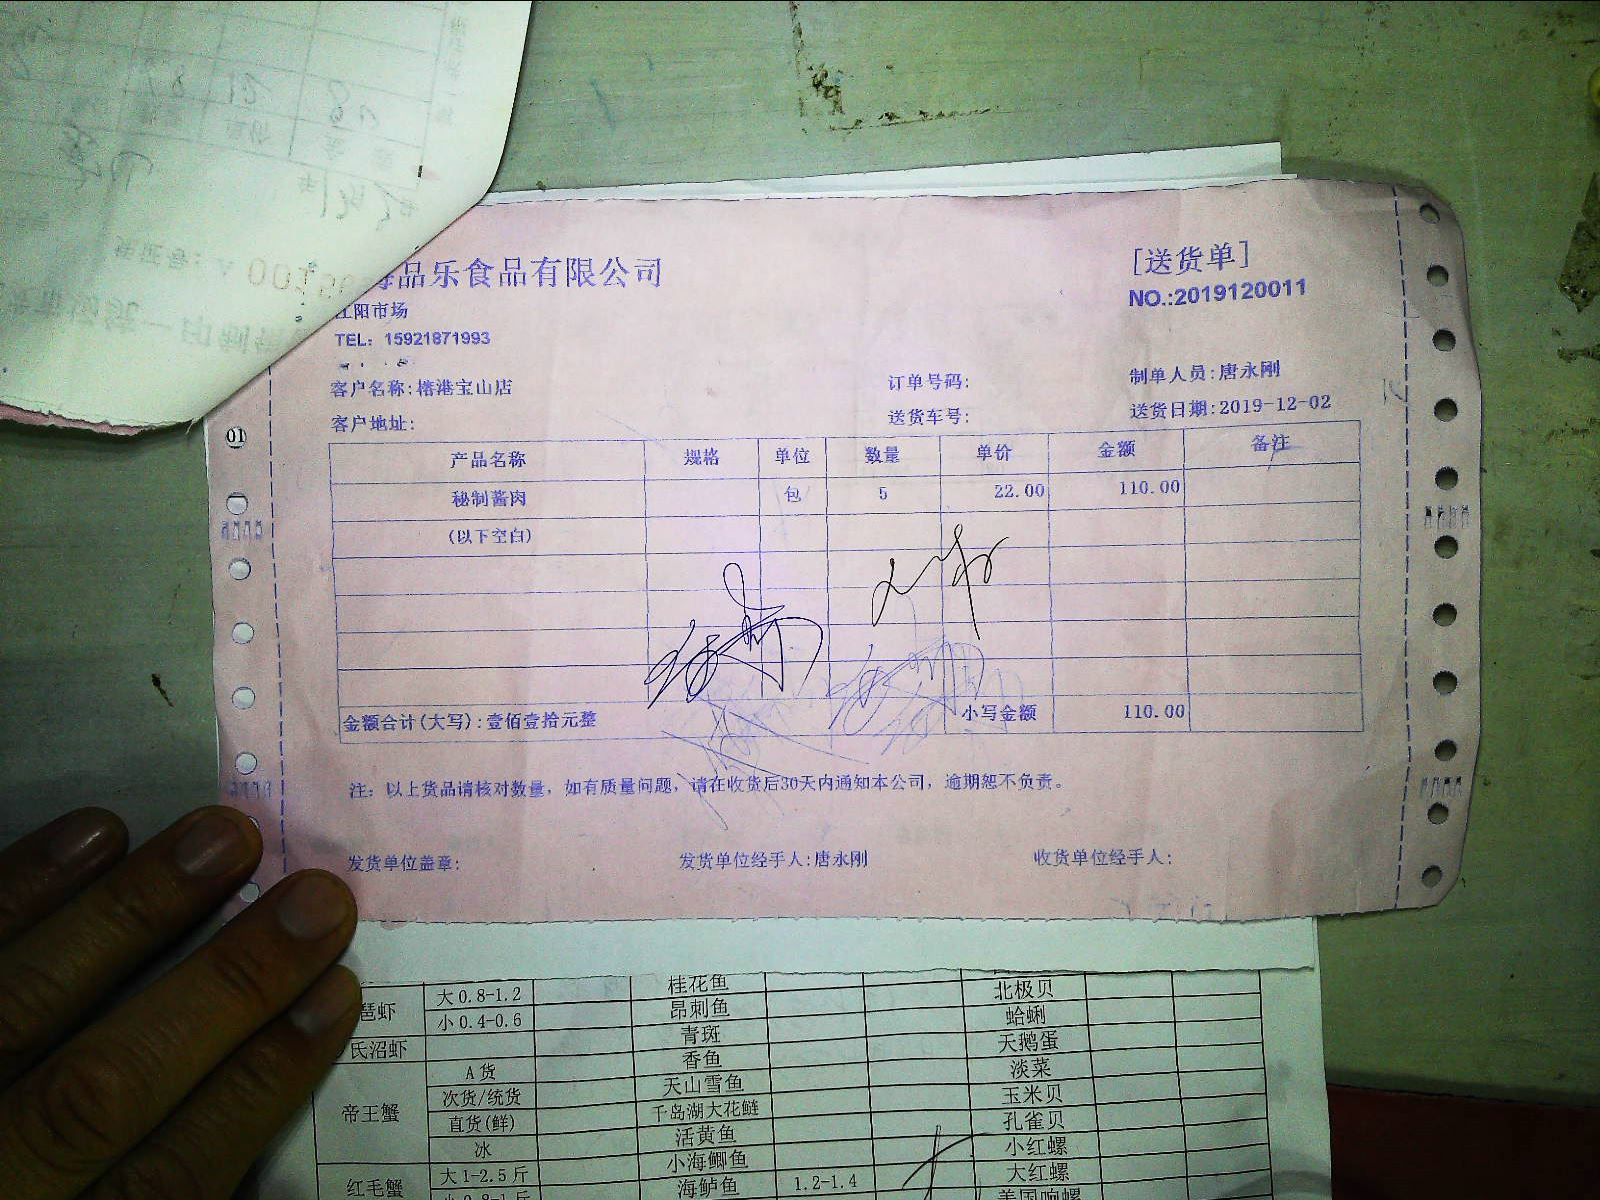 品乐食品有限公司
[送货单]
NO.:2019120011
江阳市场
TEL: 15921871993
客户名称:榙港宝山店
订单号码:
制单人员:唐永刚
客户地址:
送货车号:
送货日期:2019-12-02
01
产品名称 规格 单位 数量 单价 金额 备注
秘制酱肉 包 5 22.00 110.00
(以下空白)
金额合计(大写):壹佰壹拾元整 小写金额 110.00
注: 以上货品请核对数量, 如有质量问题, 请在收货后30天内通知本公司, 逾期恕不负责。
发货单位盖章:
发货单位经手人:唐永刚
收货单位经手人:
大0.8-1.2 桂花鱼 北极贝
琶虾 小0.4-0.6 昂刺鱼 蛤蜊
氏沼虾 青斑 天鹅蛋
帝王蟹 A货 香鱼 淡菜
次货/统货 天山雪鱼 玉米贝
直货(鲜) 千岛湖大花鲢 孔雀贝
冰 活黄鱼 小红螺
红毛蟹 大1-2.5斤 小海鲫鱼 大红螺
海鲈鱼 1.2-1.4 美国响螺